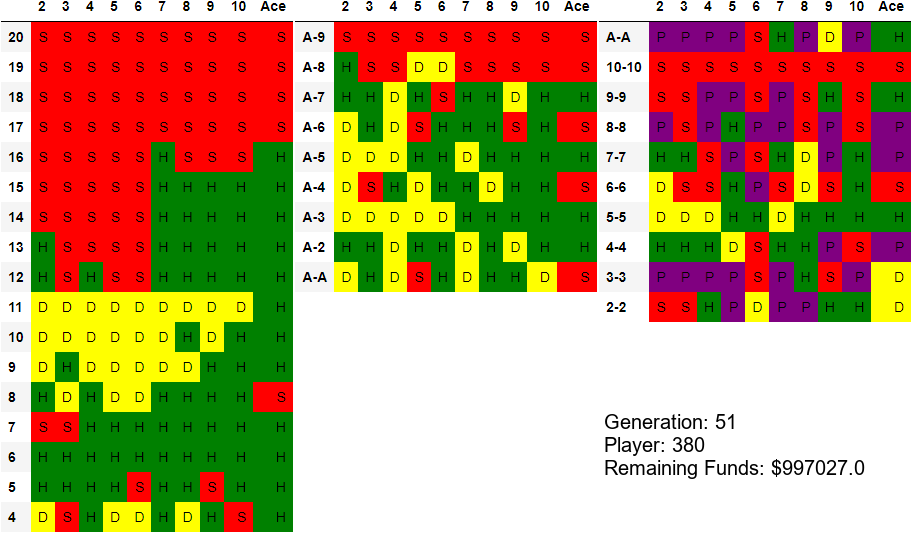 2 3 4 5 6 7 8 9 10 Ace
20 S S S S S S S S S S
19 S S S S S S S S S S
18 S S S S S S S S S S
17 S S S S S S S S S S
16 S S S S S H S S S H
15 S S S S S H H H H H
14 S S S S S H H H H H
13 H S S S S H H H H H
12 H S H S S H H H H H
11 D D D D D D D D D H
10 D D D D D D H D H H
9 D H D D D D D H H H
8 H D H D D H H H H S
7 S S H H H H H H H H
6 H H H H H H H H H H
5 H H H H S H H S H H
4 D S H D D H D H S H
2 3 4 5 6 7 8 9 10 Ace
A-9 S S S S S S S S S S
A-8 H S S D D S S S S S
A-7 H H D H S H H D H H
A-6 D H D S H H H S H S
A-5 D D D H H D H H H H
A-4 D S H D H H D H H S
A-3 D D D D D H H H H H
A-2 H H D H H D H D H H
A-A D H D S H D H H D S
2 3 4 5 6 7 8 9 10 Ace
A-A P P P P S H P D P H
10-10 S S S S S S S S S S
9-9 S S P P S P S H S H
8-8 P S P H P P S P S P
7-7 H H S P S H D P H P
6-6 D S S H P S D S H S
5-5 D D D H H D H H H H
4-4 H H H D S H H P S P
3-3 P P P P S P H S P D
2-2 S S H P D P P H H D
Generation: 51
Player: 380
Remaining Funds: $997027.0